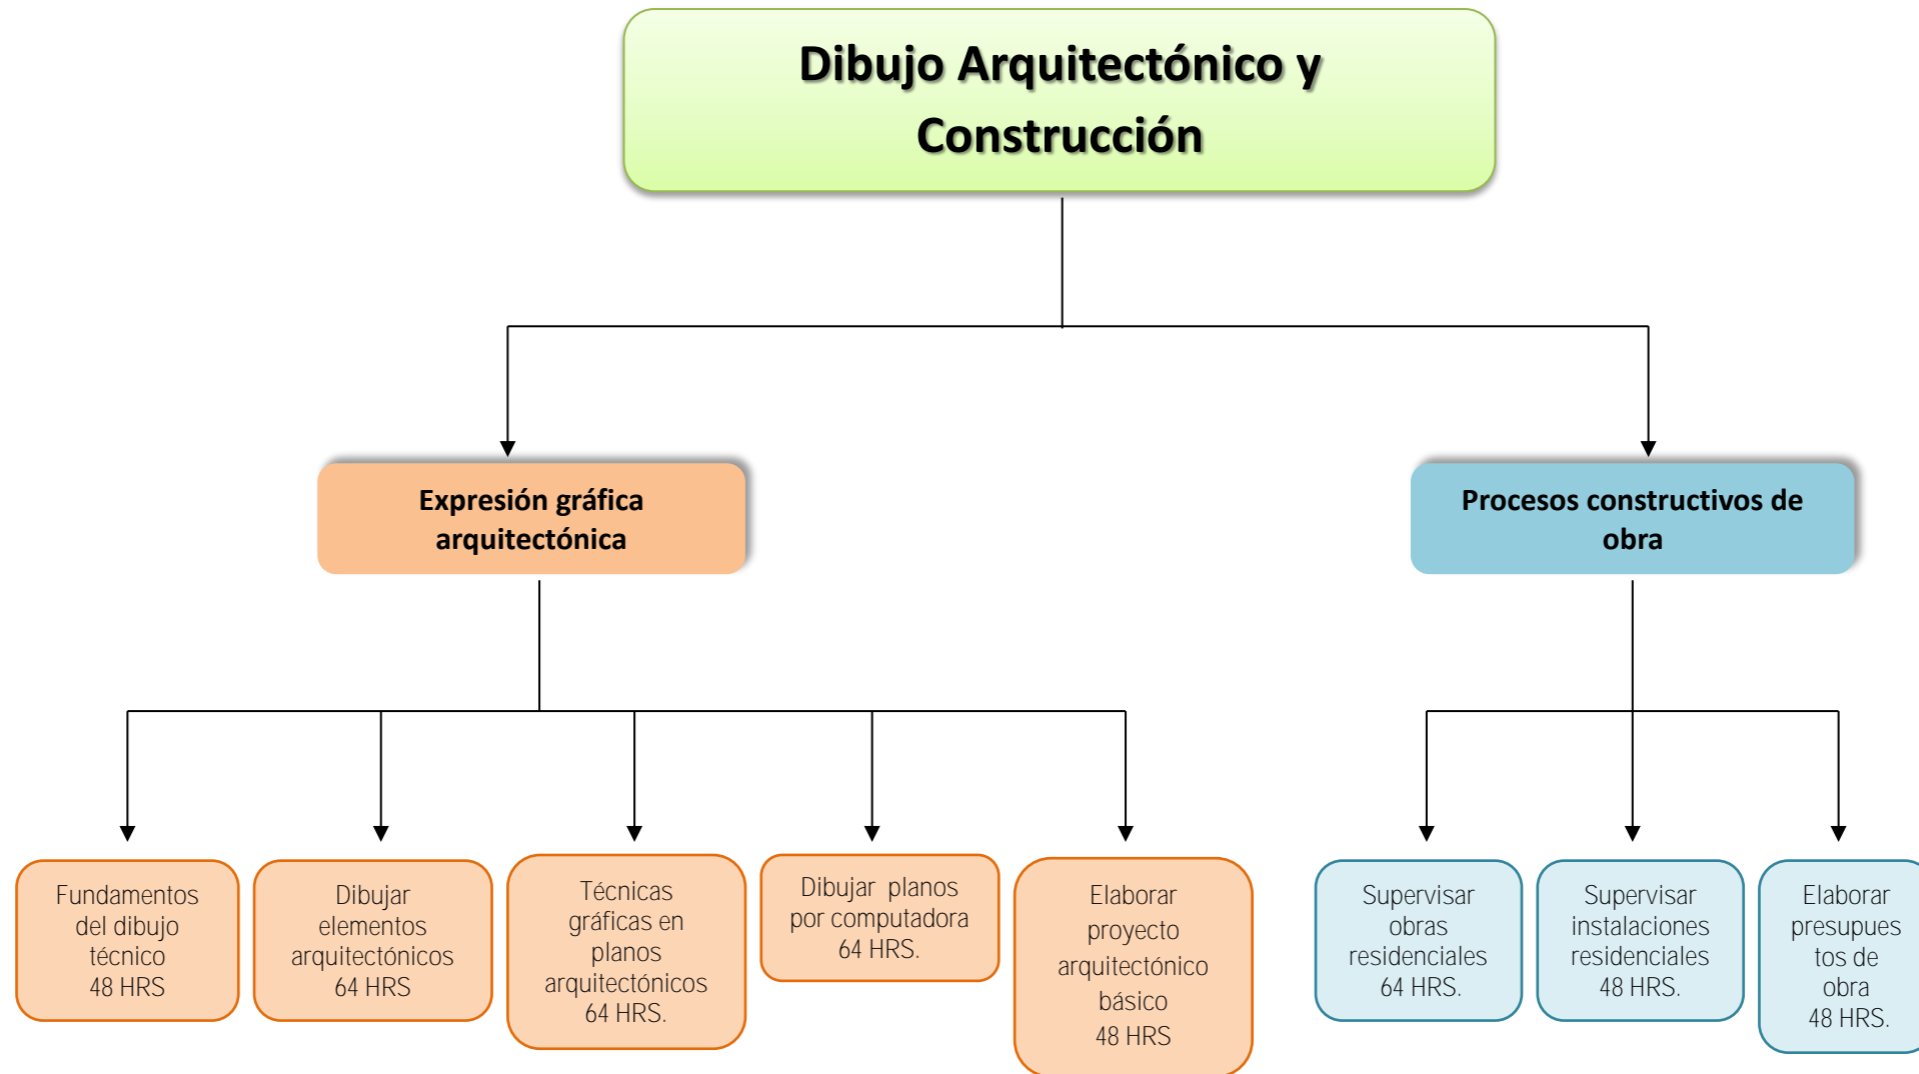 Dibujo Arquitectónico y
Construcción
Expresión gráfica
arquitectónica
Procesos constructivos de
obra
Fundamentos
del dibujo
técnico
48 HRS
Dibujar
elementos
arquitectónicos
64 HRS
Técnicas
gráficas en
planos
arquitectónicos
64 HRS.
Dibujar planos
por computadora
64 HRS.
Elaborar
proyecto
arquitectónico
básico
48 HRS
Supervisar
obras
residenciales
64 HRS.
Supervisar
instalaciones
residenciales
48 HRS.
Elaborar
presupues
tos de
obra
48 HRS.